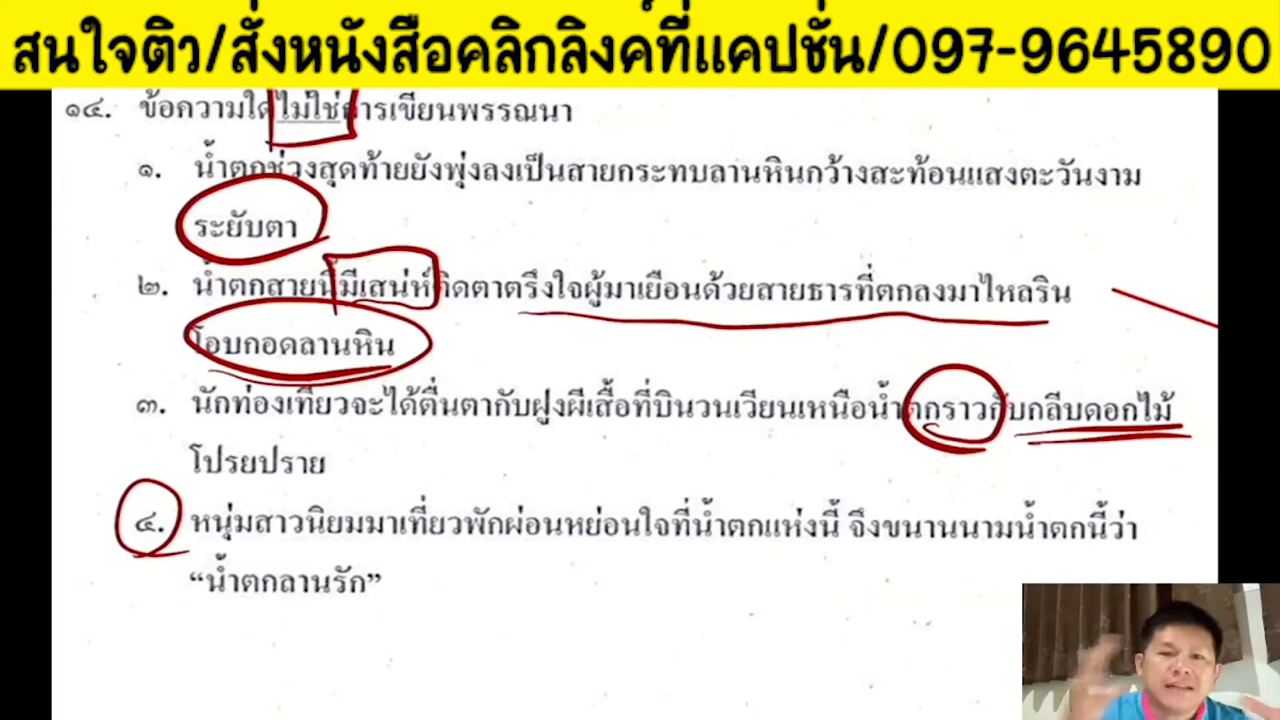 สนใจติว/สั่งหนังสือคลิกลิงค์ที่แคปชั่น/097-9645890
๑๔. ข้อความใดไม่ใช่การเขียนพรรณนา
๑. น้ำตกช่วงสุดท้ายยังพุ่งลงเป็นสายกระทบลานหินกว้างสะท้อนแสงตะวันงาม
ระยับตา
๒. น้ำตกสายนี้มีเสน่ห์ติดตาตรึงใจผู้มาเยือนด้วยสายธารที่ตกลงมาไหลริน
โอบกอดลานหิน
๓. นักท่องเที่ยวจะได้ตื่นตากับฝูงผีเสื้อที่บินวนเวียนเหนือน้ำตกราวกับกลีบดอกไม้
โปรยปราย
๔. หนุ่มสาวนิยมมาเที่ยวพักผ่อนหย่อนใจที่น้ำตกแห่งนี้ จึงขนานนามน้ำตกนี้ว่า
“น้ำตกลานรัก”